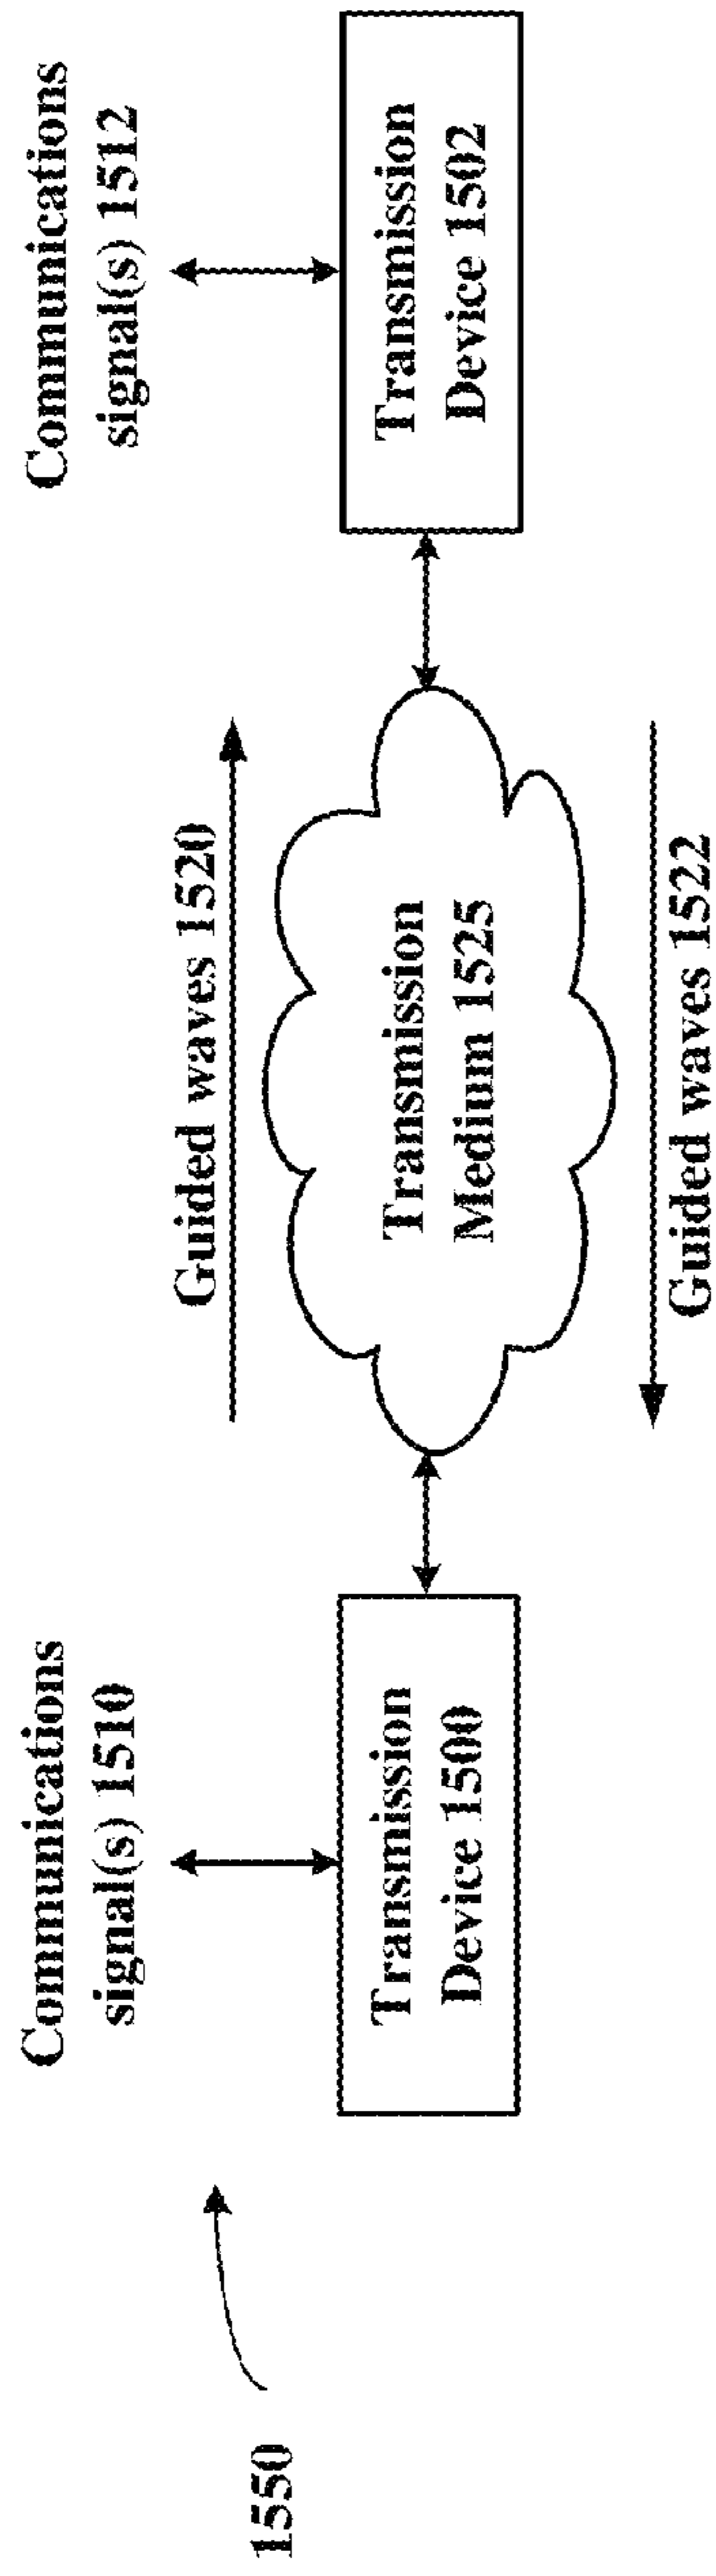 Communications
signal(s) 1510
Communications
signal(s) 1512
Guided waves 1520
Transmission
Device 1500
Transmission
Medium 1525
Transmission
Device 1502
Guided waves 1522
1550